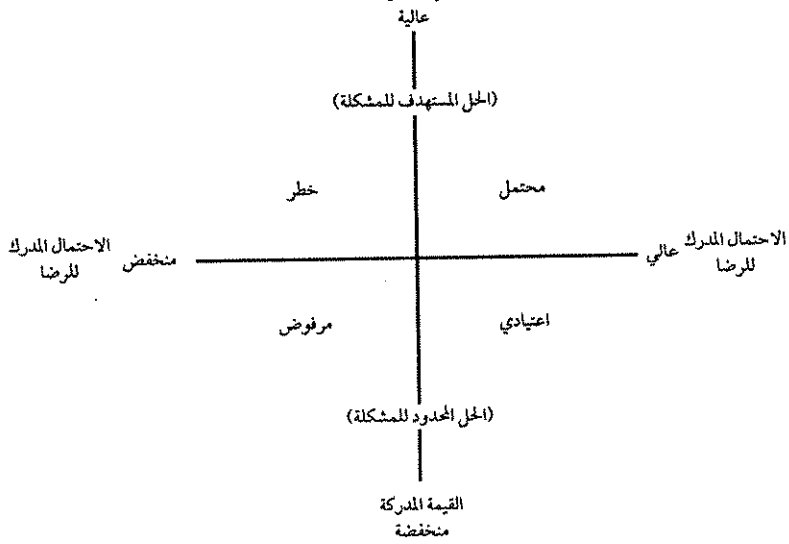 عالية
(الحل المستهدف للمشكلة)
محتمل
خطر
الاحتمال المدرك
للرضا
عالي
منخفض
الاحتمال المدرك
للرضا
اعتيادي
مرفوض
(الحل المحدود للمشكلة)
القيمة المدركة
منخفضة